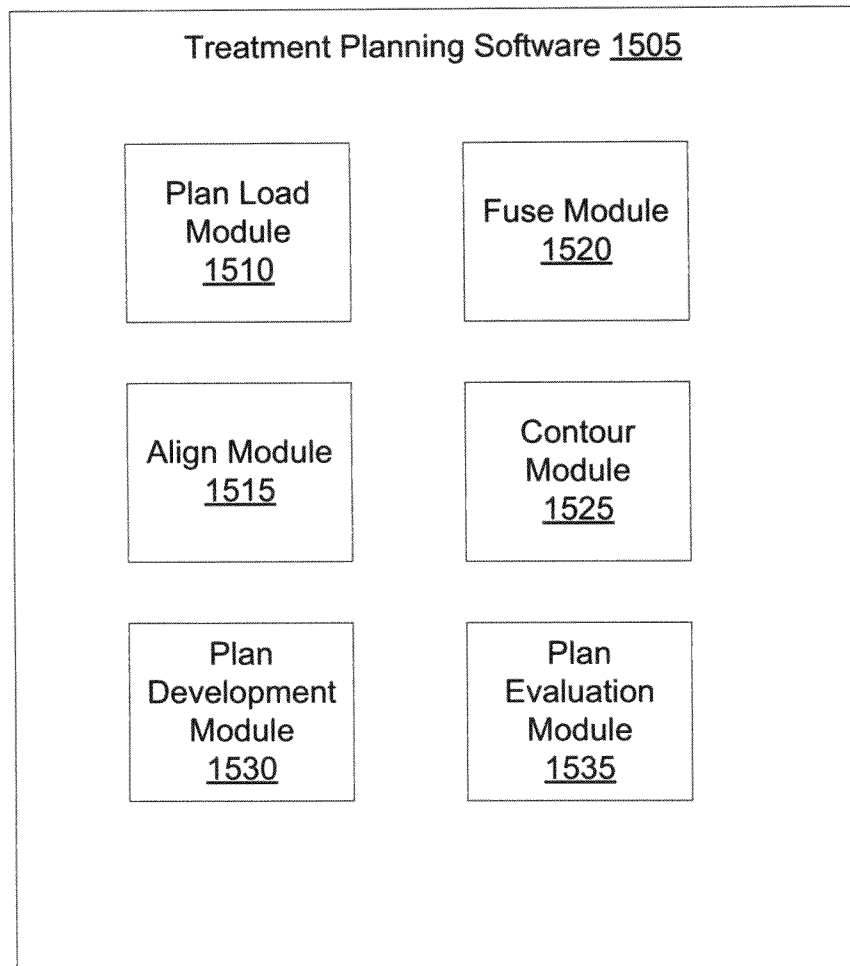 Treatment Planning Software 1505
Plan Load
Module
1510
Fuse Module
1520
Align Module
1515
Contour
Module
1525
Plan
Development
Module
1530
Plan
Evaluation
Module
1535